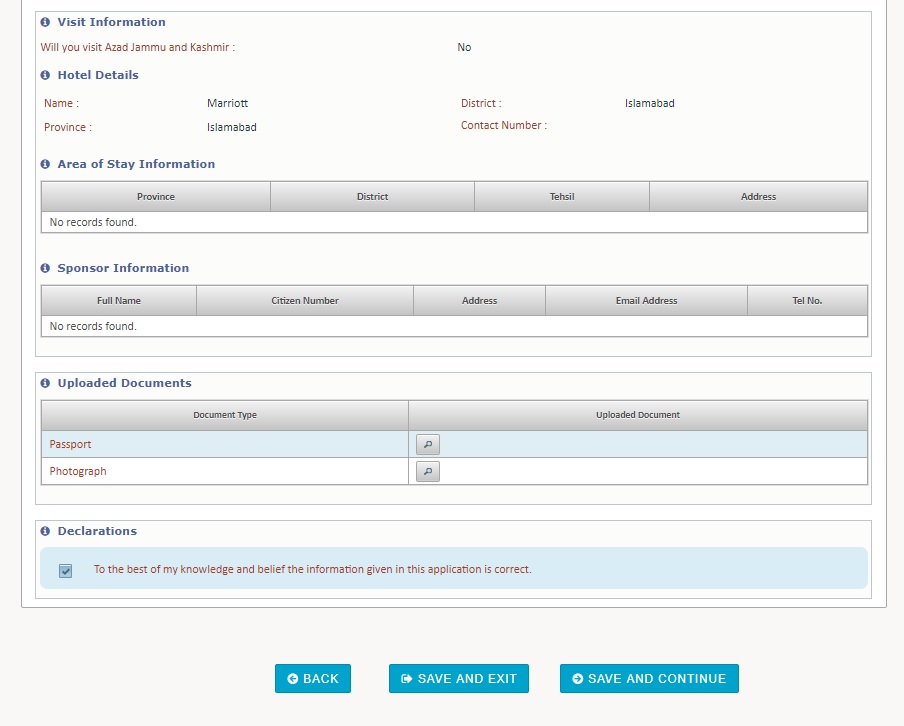 Visit Information
Will you visit Azad Jammu and Kashmir : No
Hotel Details
Name : Marriott District : Islamabad
Province : Islamabad Contact Number :
Area of Stay Information
Province District Tehsil Address
No records found.
Sponsor Information
Full Name Citizen Number Address Email Address Tel No.
No records found.
Uploaded Documents
Document Type Uploaded Document
Passport
Photograph
Declarations
To the best of my knowledge and belief the information given in this application is correct.
BACK SAVE AND EXIT SAVE AND CONTINUE